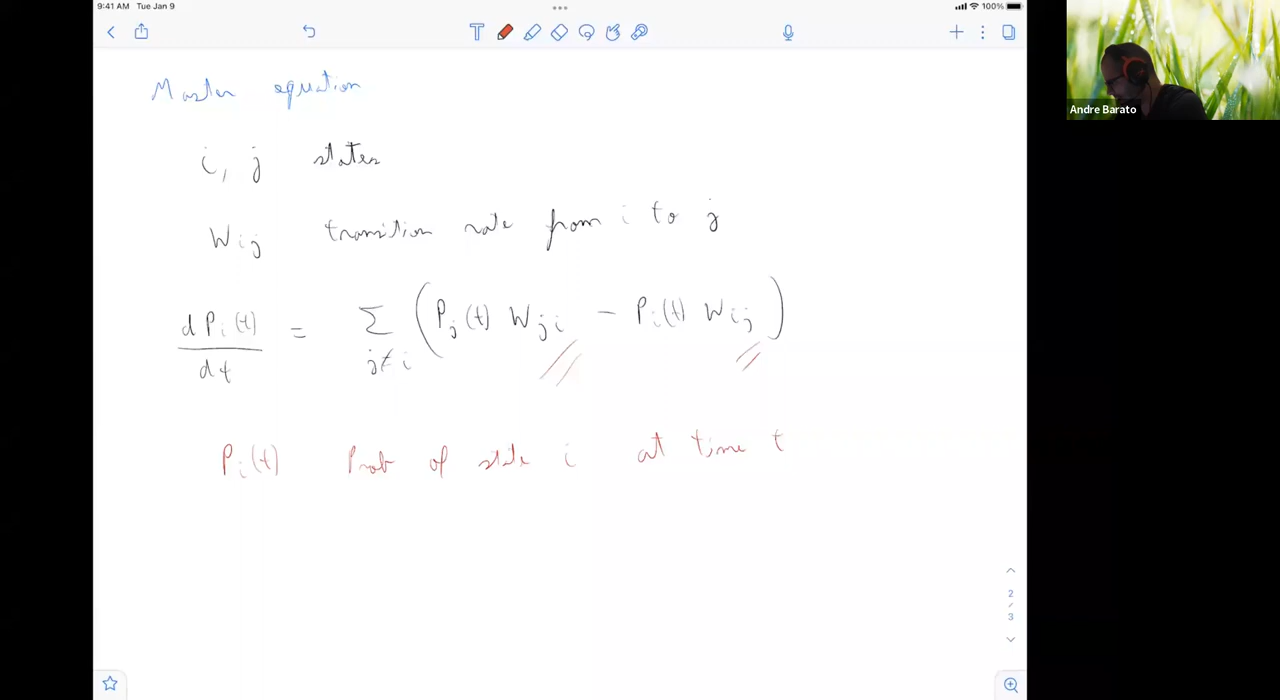 9:41 AM Tue Jan 9
100%
Master equation
i, j states
Wij transition rate from i to j
dPi(t)/dt = Σ j≠i (Pj(t) Wji − Pi(t) Wij)
Pi(t) Prob of state i at time t
Andre Barato
2/3